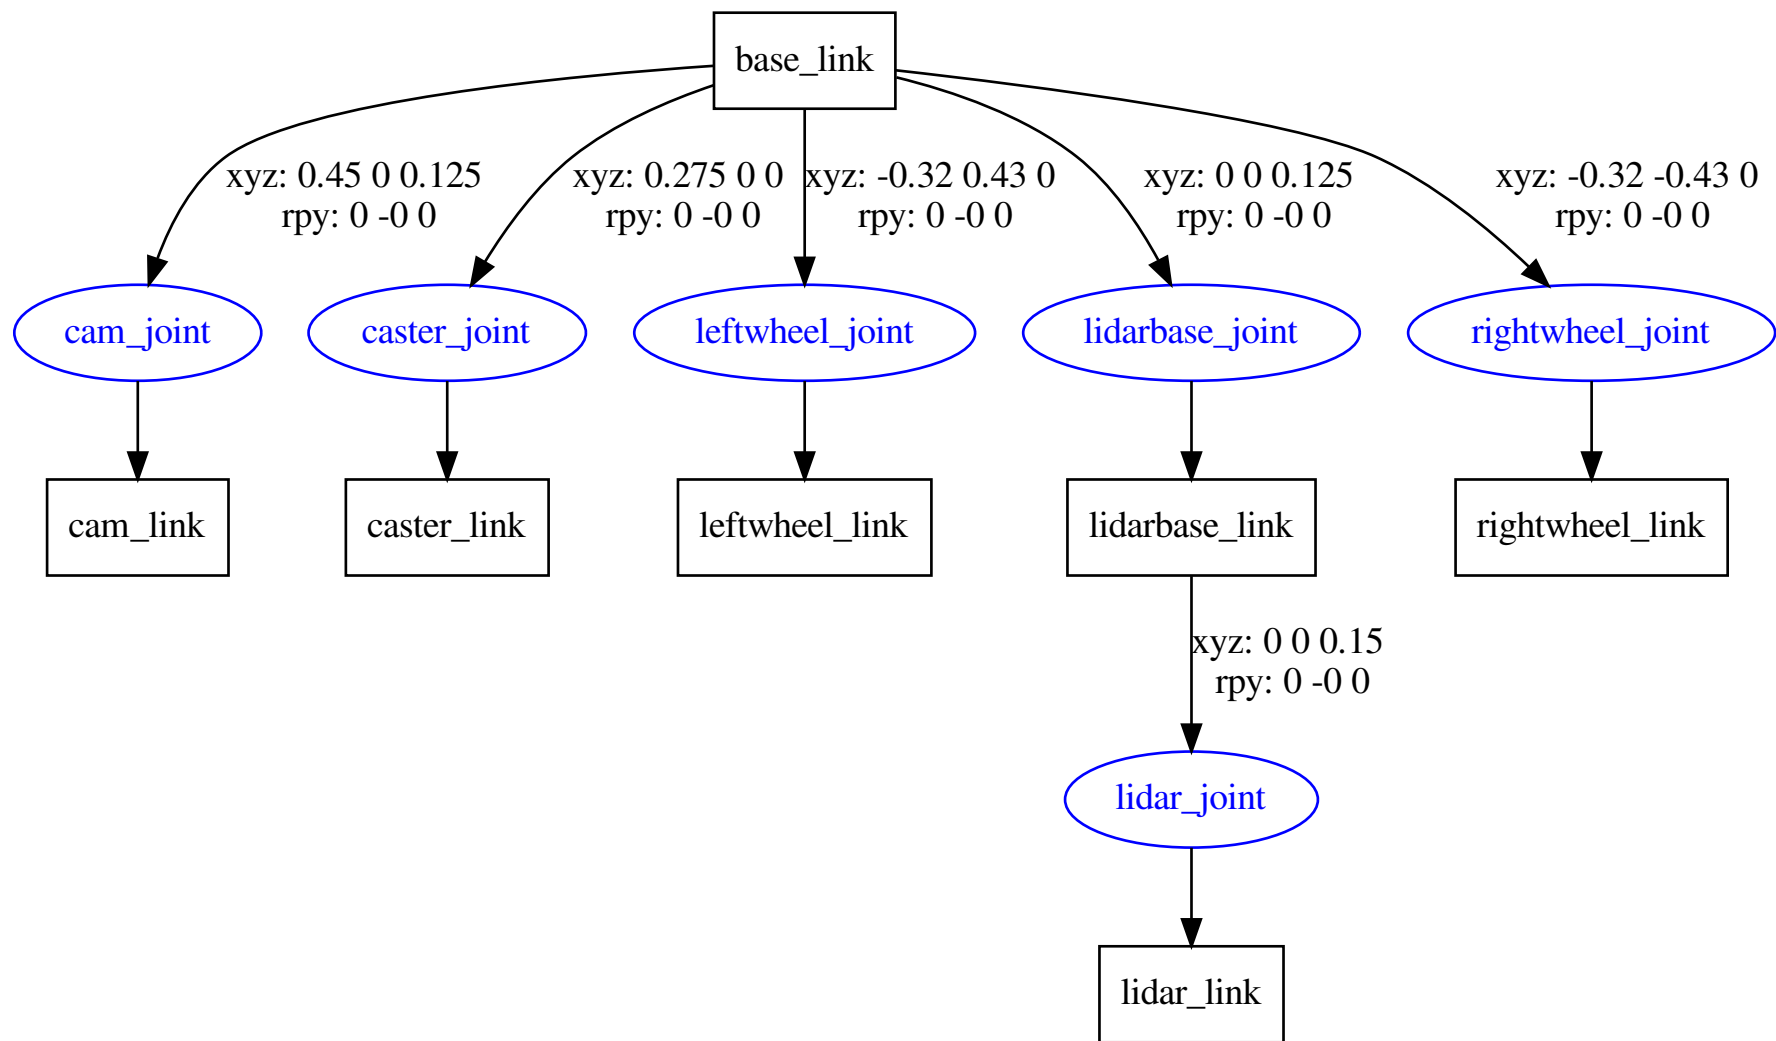 base_link
xyz: 0.45 0 0.125
rpy: 0 -0 0
xyz: 0.275 0 0
rpy: 0 -0 0
xyz: -0.32 0.43 0
rpy: 0 -0 0
xyz: 0 0 0.125
rpy: 0 -0 0
xyz: -0.32 -0.43 0
rpy: 0 -0 0
cam_joint
caster_joint
leftwheel_joint
lidarbase_joint
rightwheel_joint
cam_link
caster_link
leftwheel_link
lidarbase_link
rightwheel_link
xyz: 0 0 0.15
rpy: 0 -0 0
lidar_joint
lidar_link